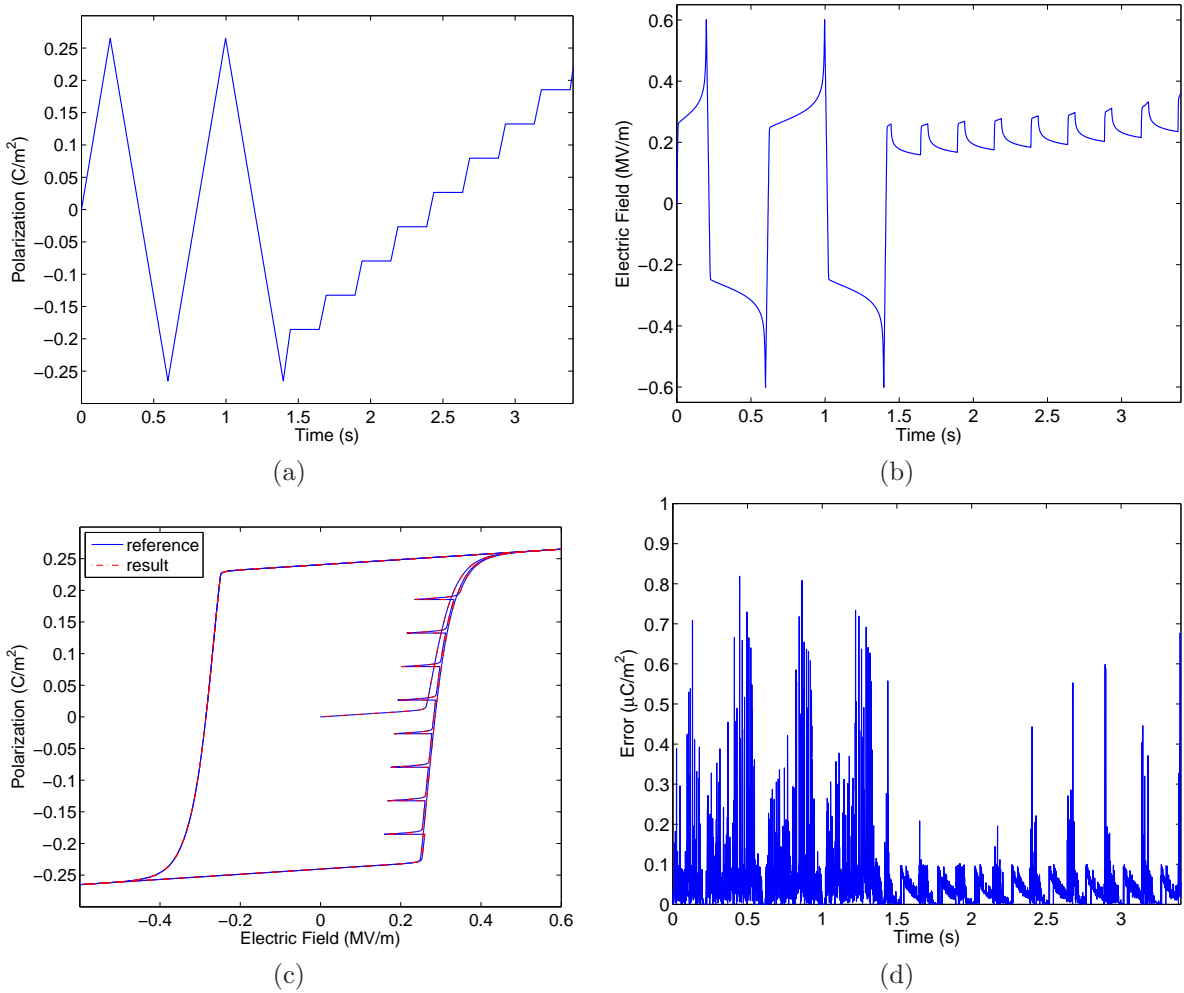 0.25
0.2
0.15
0.1
0.05
0
−0.05
−0.1
−0.15
−0.2
−0.25
Polarization (C/m²)
0 0.5 1 1.5 2 2.5 3
Time (s)
(a)
0.6
0.4
0.2
0
−0.2
−0.4
−0.6
Electric Field (MV/m)
0 0.5 1 1.5 2 2.5 3
Time (s)
(b)
reference
result
0.25
0.2
0.15
0.1
0.05
0
−0.05
−0.1
−0.15
−0.2
−0.25
Polarization (C/m²)
−0.4 −0.2 0 0.2 0.4 0.6
Electric Field (MV/m)
(c)
1
0.9
0.8
0.7
0.6
0.5
0.4
0.3
0.2
0.1
0
Error (μC/m²)
0 0.5 1 1.5 2 2.5 3
Time (s)
(d)